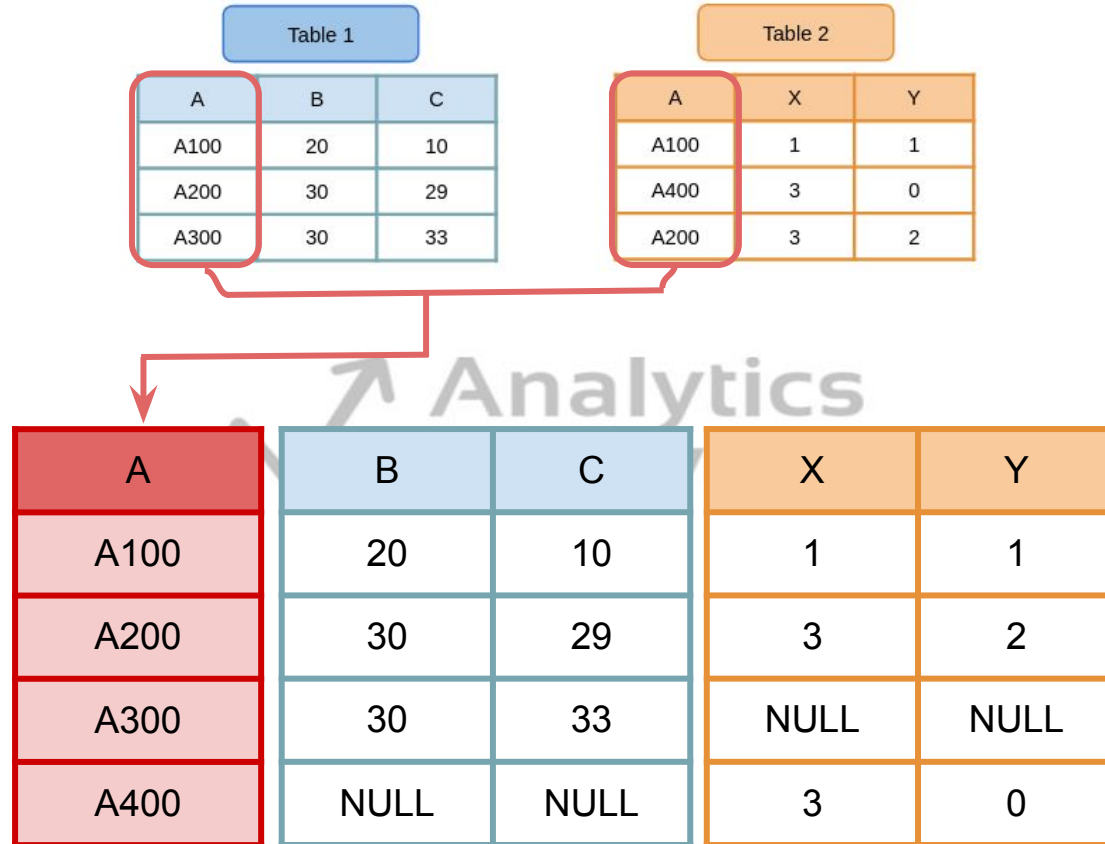 Table 1 Table 2
A B C A X Y
A100 20 10 A100 1 1
A200 30 29 A400 3 0
A300 30 33 A200 3 2
Analytics
A B C X Y
A100 20 10 1 1
A200 30 29 3 2
A300 30 33 NULL NULL
A400 NULL NULL 3 0